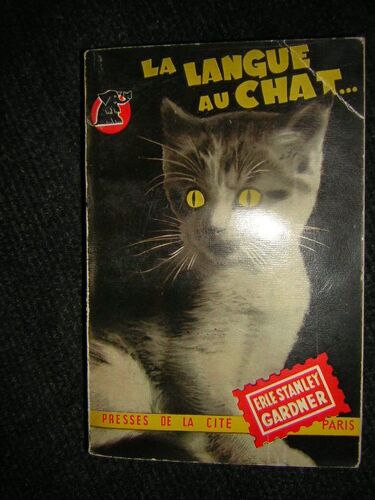 LA LANGUE
AU CHAT...
ERLE STANLEY
GARDNER
PRESSES DE LA CITE PARIS